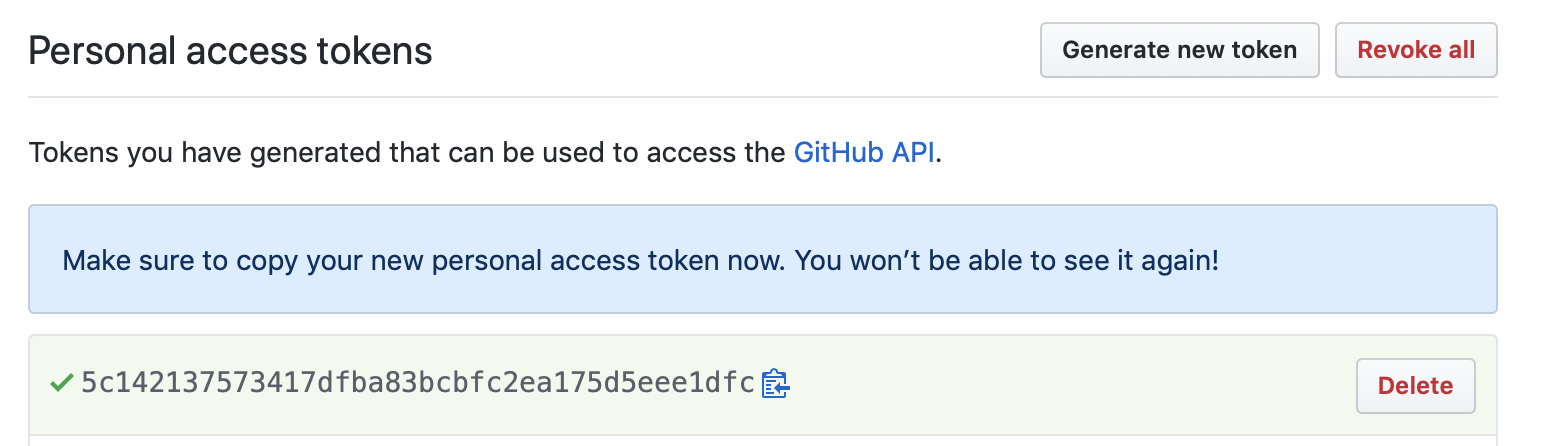 Personal access tokens
Generate new token
Revoke all
Tokens you have generated that can be used to access the GitHub API.
Make sure to copy your new personal access token now. You won’t be able to see it again!
5c142137573417dfba83bcbfc2ea175d5eee1dfc
Delete